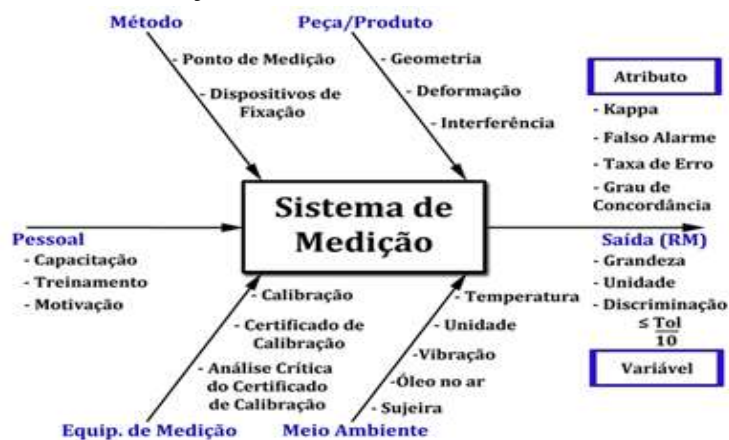 Método
- Ponto de Medição
- Dispositivos de
Fixação
Peça/Produto
- Geometria
- Deformação
- Interferência
Atributo
- Kappa
- Falso Alarme
- Taxa de Erro
- Grau de
Concordância
Sistema de
Medição
Pessoal
- Capacitação
- Treinamento
- Motivação
Saída (RM)
- Grandeza
- Unidade
- Discriminação
≤ Tol
10
Variável
- Calibração
- Certificado de
Calibração
- Análise Crítica
do Certificado
de Calibração
Equip. de Medição
- Temperatura
- Unidade
-Vibração
-Óleo no ar
- Sujeira
Meio Ambiente